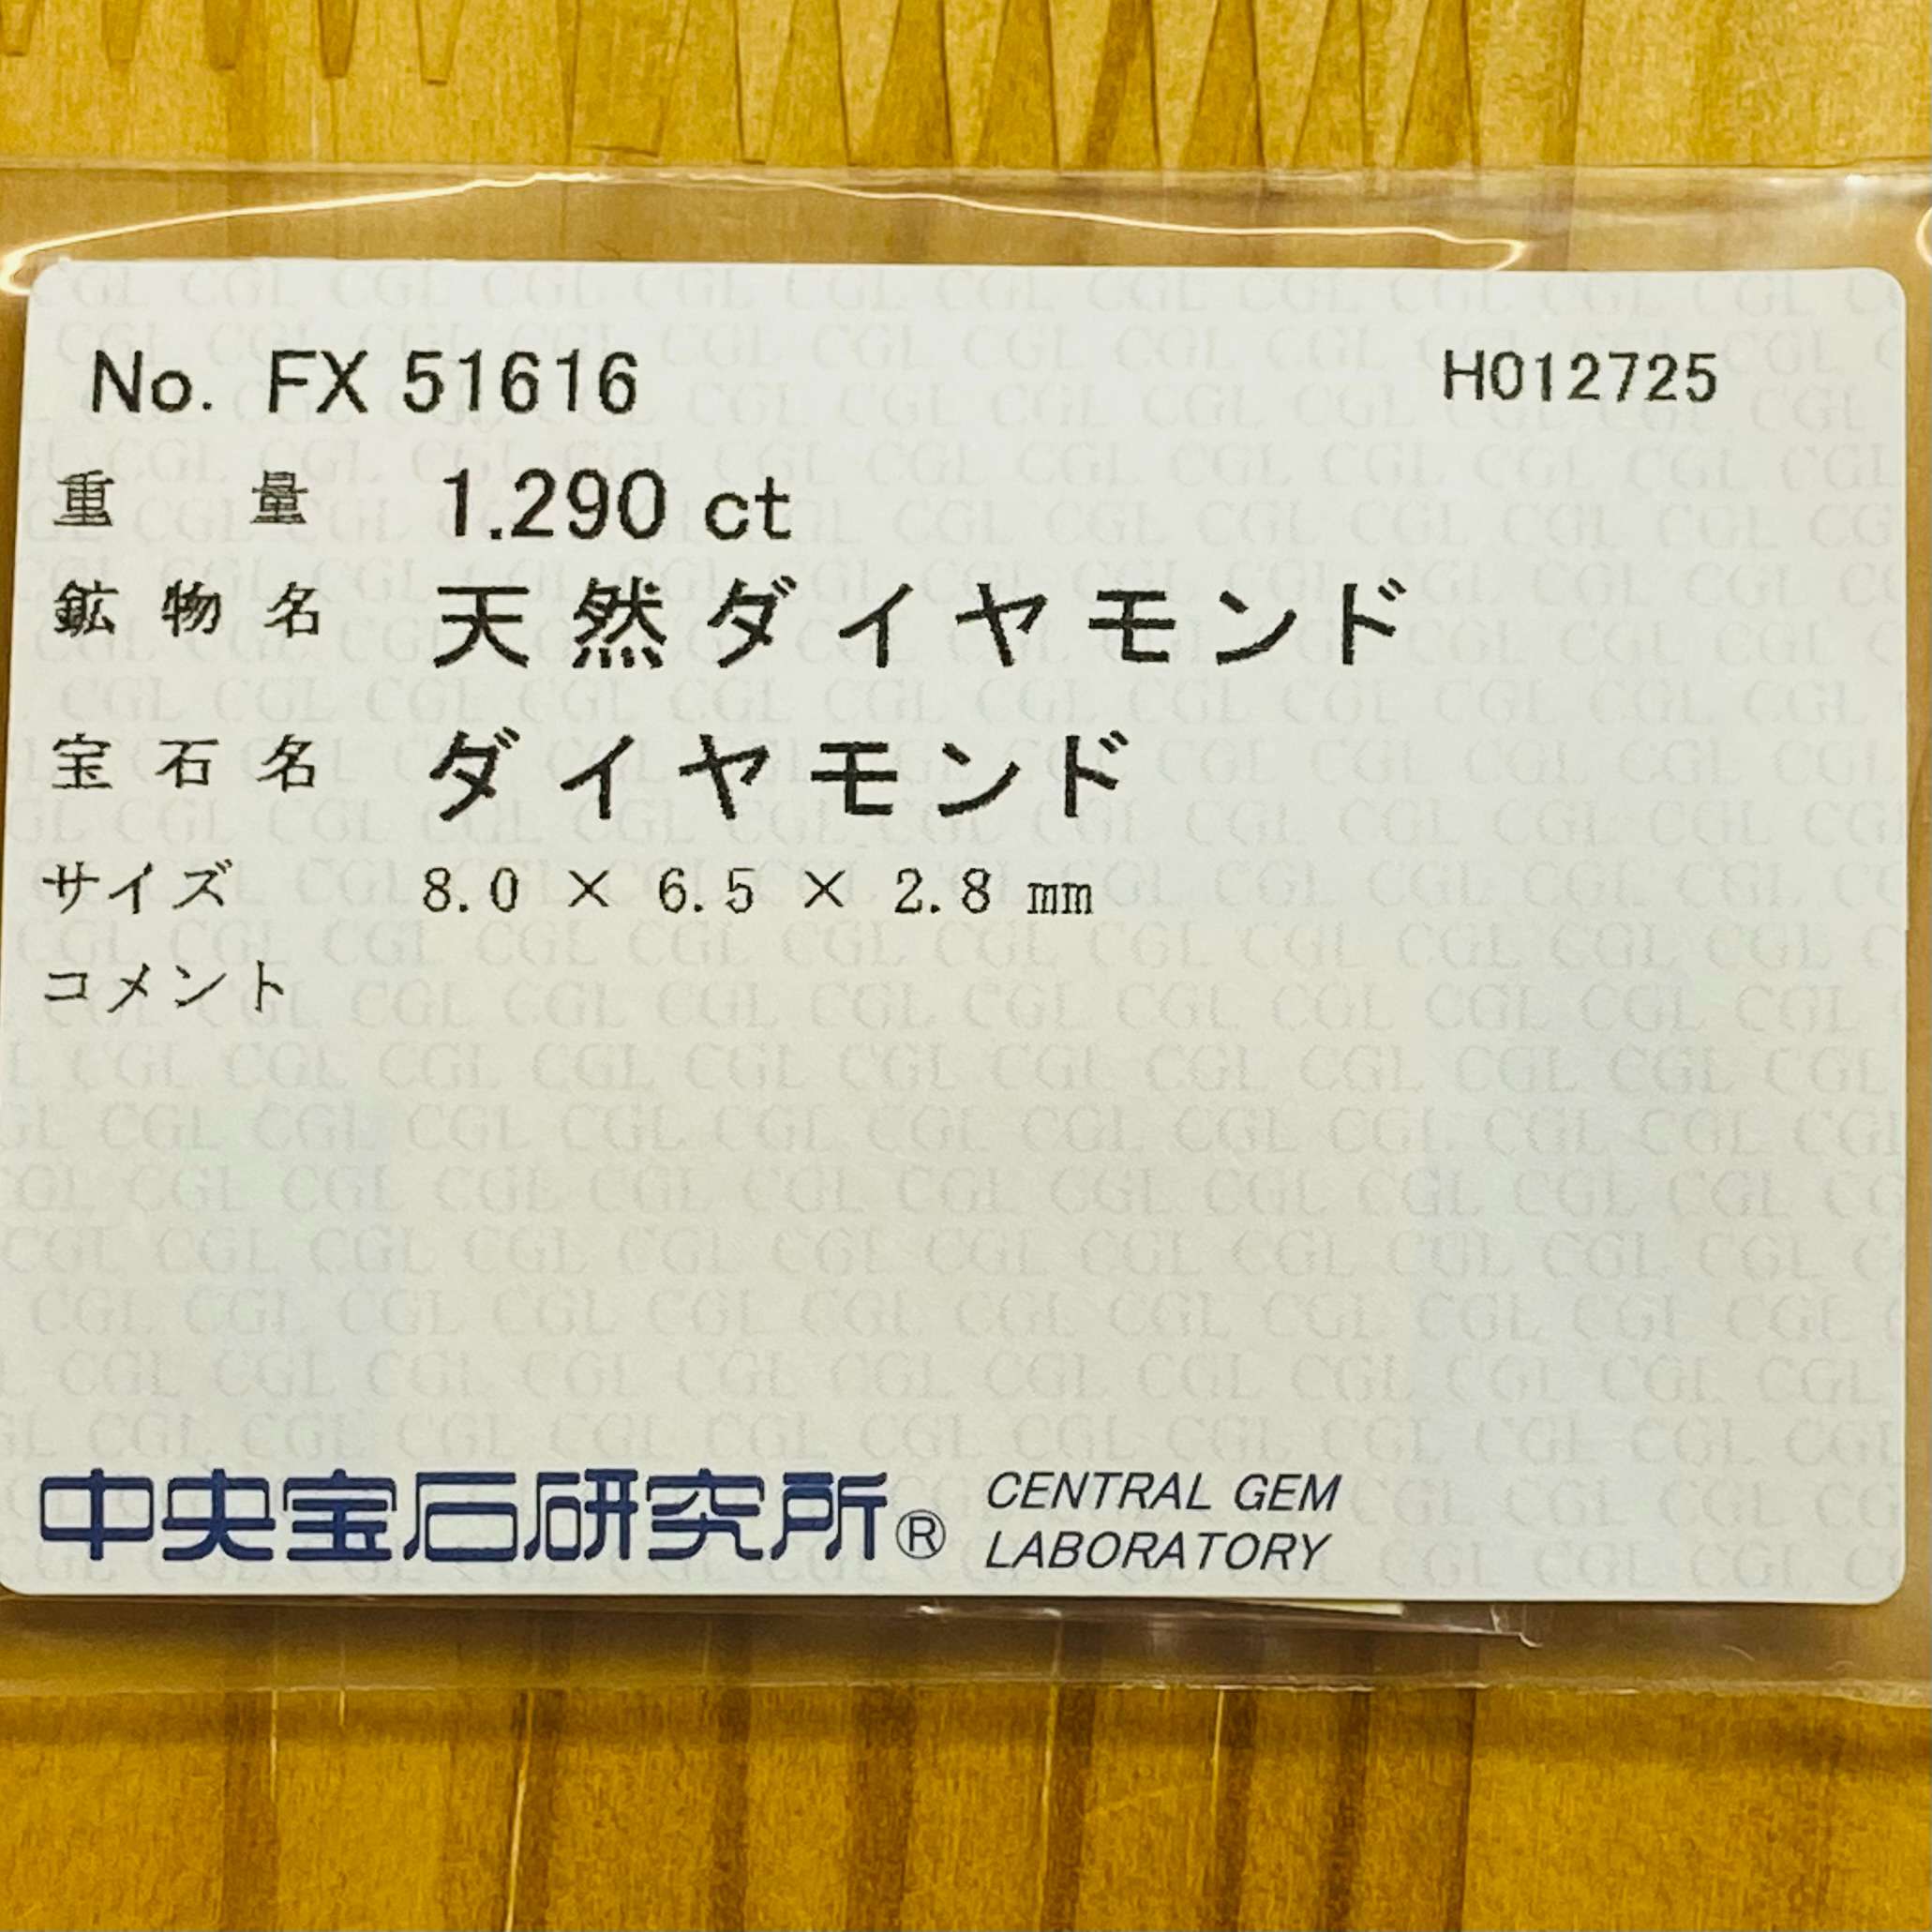 No. FX 51616 H012725
重量 1.290 ct
鉱物名 天然ダイヤモンド
宝石名 ダイヤモンド
サイズ 8.0 × 6.5 × 2.8 mm
コメント
中央宝石研究所® CENTRAL GEM
LABORATORY